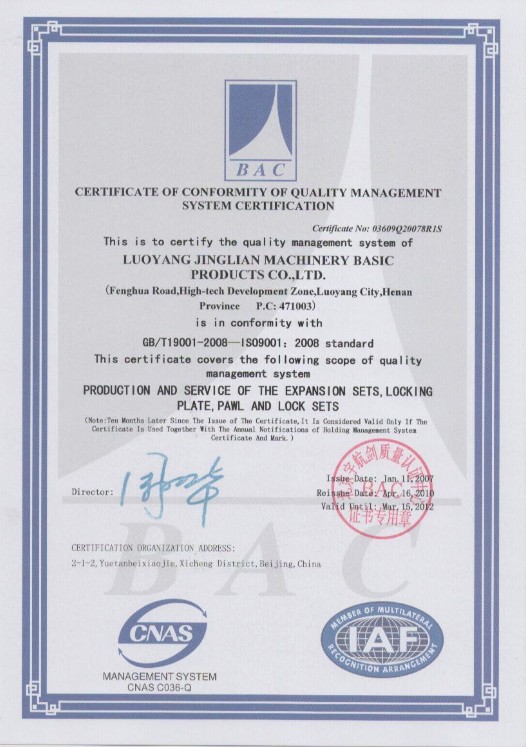 BAC
CERTIFICATE OF CONFORMITY OF QUALITY MANAGEMENT
SYSTEM CERTIFICATION
Certificate No: 03609Q20078R1S
This is to certify the quality management system of
LUOYANG JINGLIAN MACHINERY BASIC
PRODUCTS CO.,LTD.
(Fenghua Road,High-tech Development Zone,Luoyang City,Henan
Province P.C: 471003)
is in conformity with
GB/T19001-2008—ISO9001: 2008 standard
This certificate covers the following scope of quality
management system
PRODUCTION AND SERVICE OF THE EXPANSION SETS,LOCKING
PLATE,PAWL AND LOCK SETS
(Note:Ten Months Later Since The Issue of The Certificate,It Is Considered Valid Only If The
Certificate Is Used Together With The Annual Notifications of Holding Management System
Certificate And Mark.)
Director:
Issue Date: Jan,11,2007
Date: Apr,16,2010
Valid Until: Mar,15,2012
BAC
证书专用章
BAC
CERTIFICATION ORGANIZATION ADDRESS:
2-1-2,Yuetanbeixiaojie,Xicheng District,Beijing,China
CNAS
MANAGEMENT SYSTEM
CNAS C036-Q
MEMBER OF MULTILATERAL
IAF
RECOGNITION ARRANGEMENT